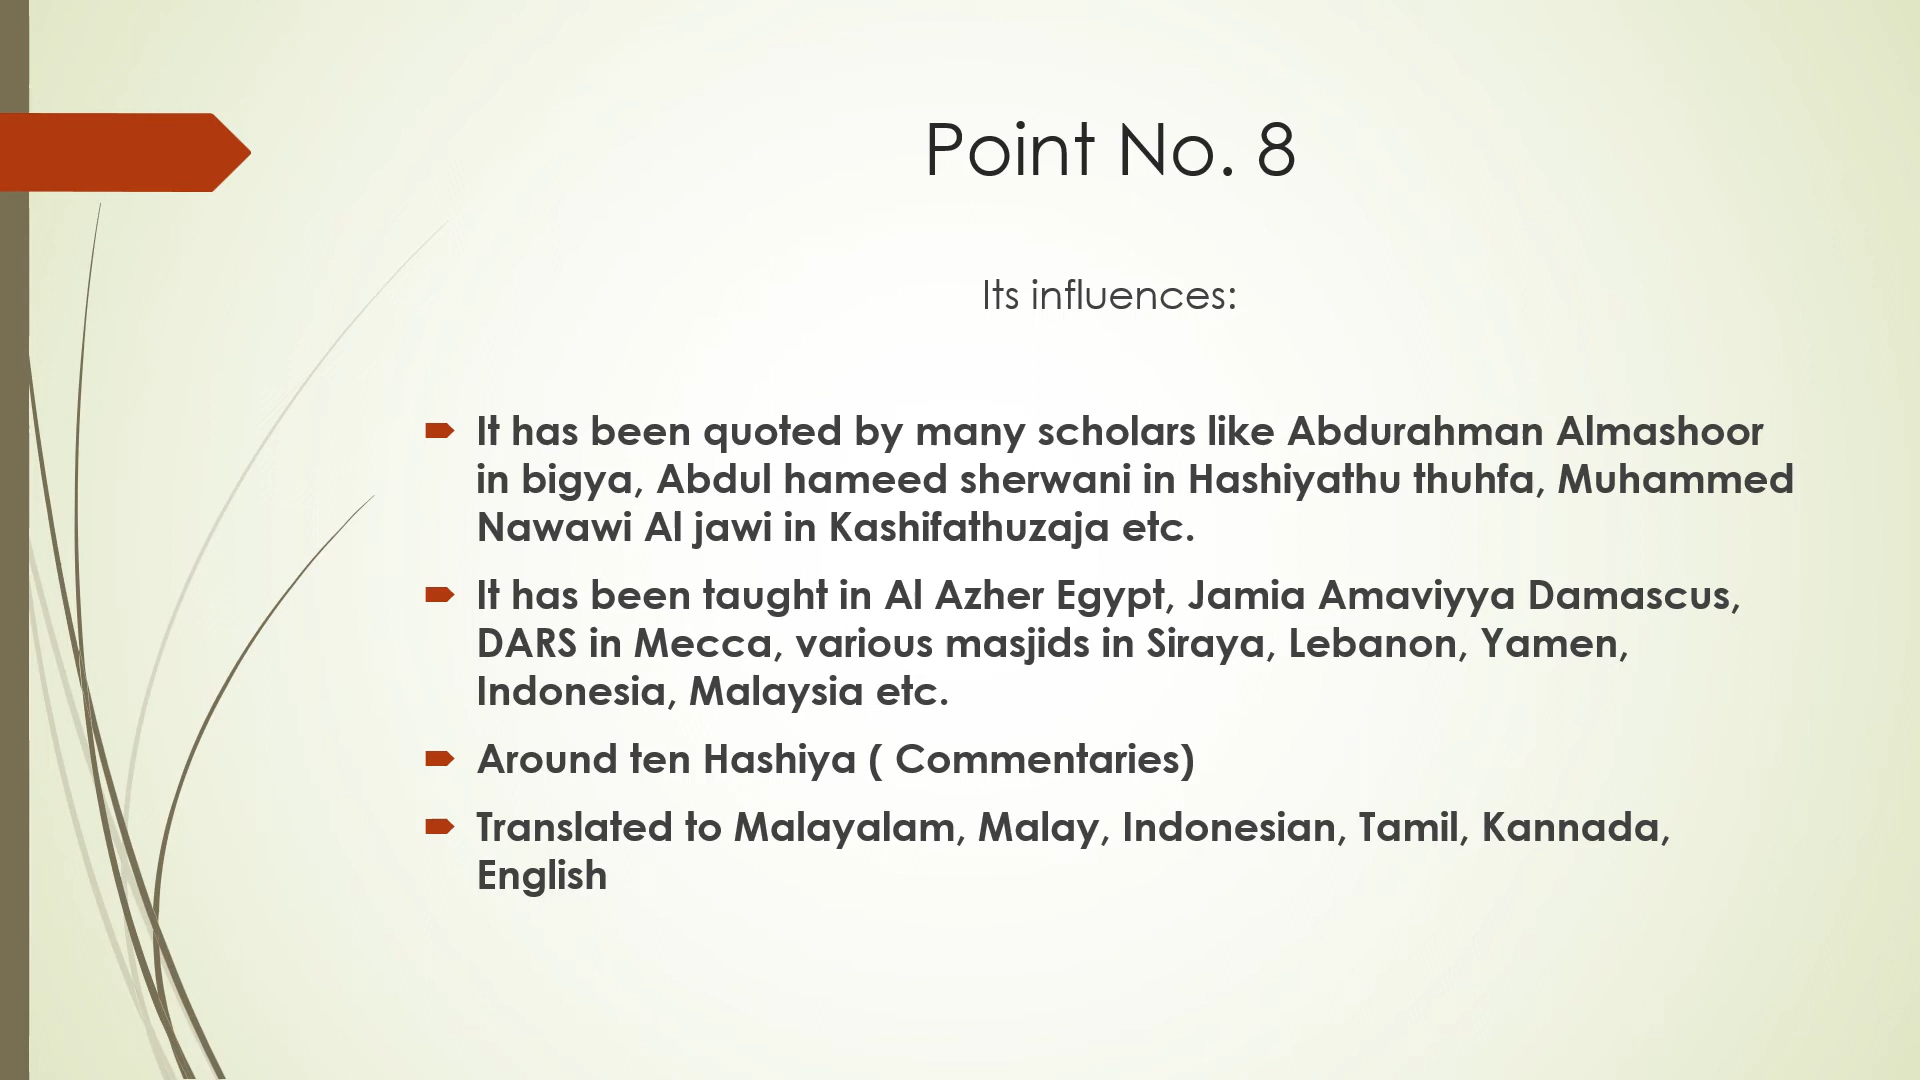 Point No. 8
Its influences:
It has been quoted by many scholars like Abdurahman Almashoor
in bigya, Abdul hameed sherwani in Hashiyathu thuhfa, Muhammed
Nawawi Al jawi in Kashifathuzaja etc.
It has been taught in Al Azher Egypt, Jamia Amaviyya Damascus,
DARS in Mecca, various masjids in Siraya, Lebanon, Yamen,
Indonesia, Malaysia etc.
Around ten Hashiya ( Commentaries)
Translated to Malayalam, Malay, Indonesian, Tamil, Kannada,
English